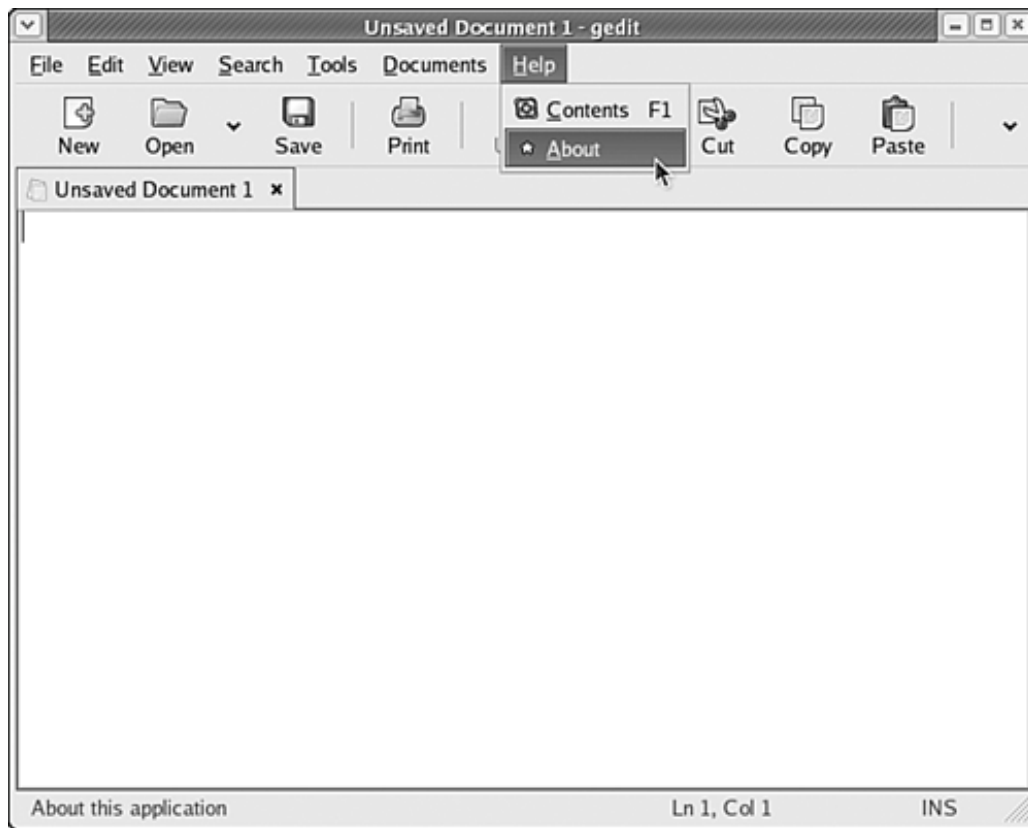 Unsaved Document 1 - gedit
File Edit View Search Tools Documents Help
Contents F1
About
New Open Save Print Cut Copy Paste
Unsaved Document 1
About this application Ln 1, Col 1 INS